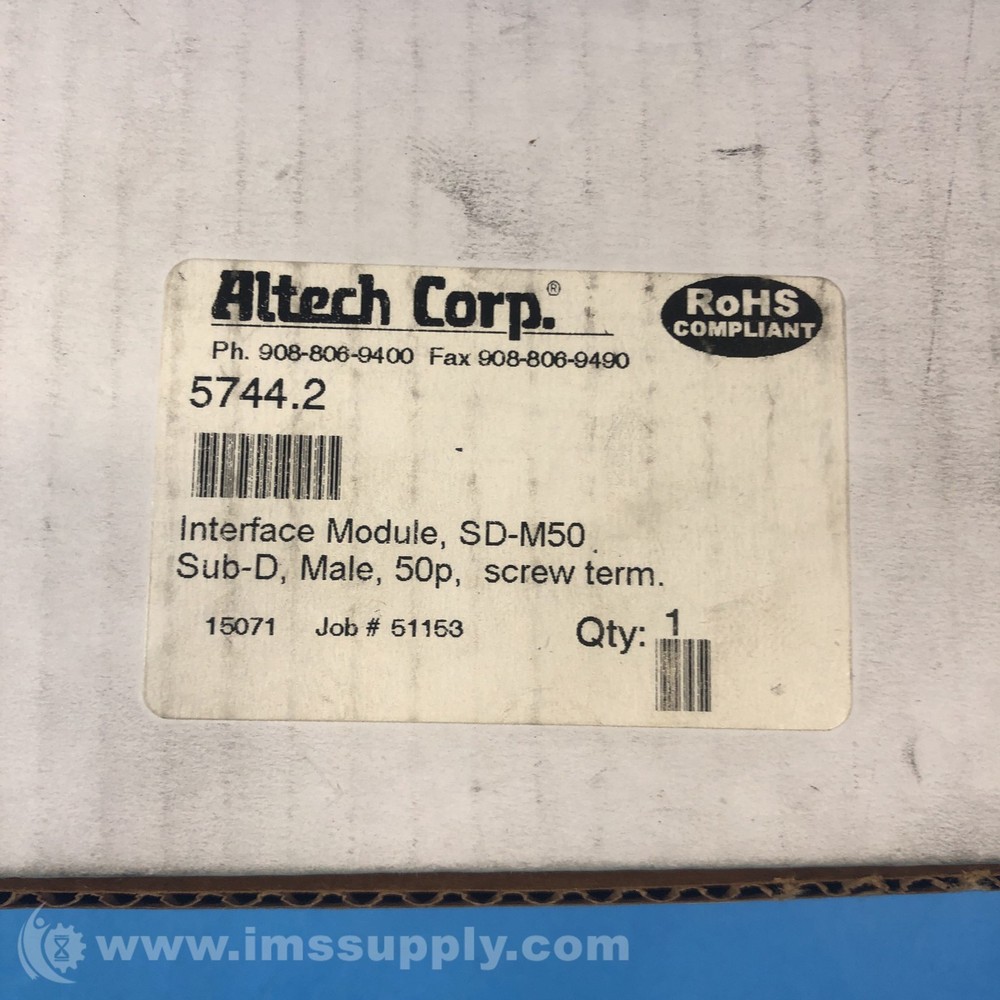 Altech Corp.®
RoHS
COMPLIANT
Ph. 908-806-9400 Fax 908-806-9490
5744.2
Interface Module, SD-M50
Sub-D, Male, 50p, screw term.
15071 Job # 51153 Qty: 1
www.imssupply.com